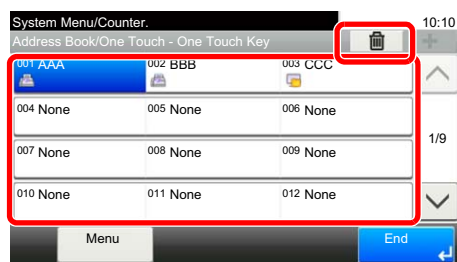 System Menu/Counter.
10:10
Address Book/One Touch - One Touch Key
001 AAA 002 BBB 003 CCC
004 None 005 None 006 None
1/9
007 None 008 None 009 None
010 None 011 None 012 None
Menu End